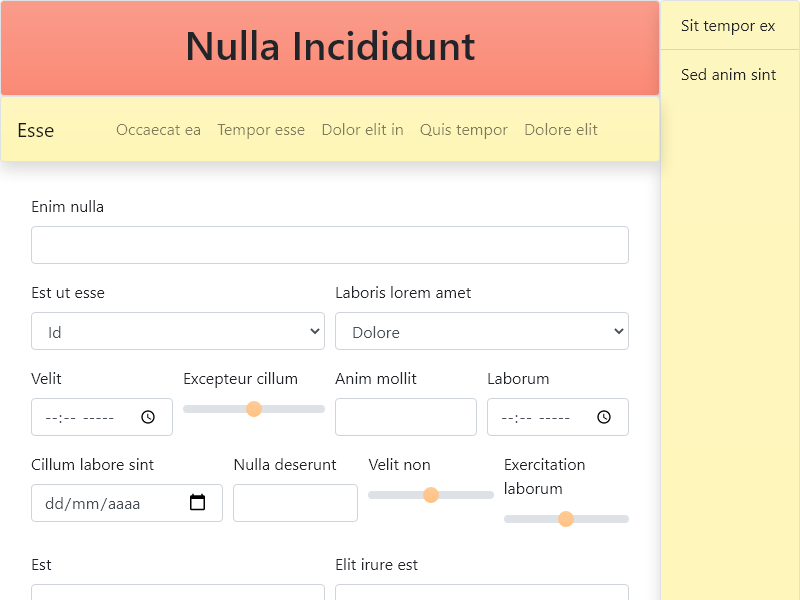 Nulla Incididunt
Sit tempor ex
Sed anim sint
Esse
Occaecat ea
Tempor esse
Dolor elit in
Quis tempor
Dolore elit
Enim nulla
Est ut esse
Laboris lorem amet
Id
Dolore
Velit
Excepteur cillum
Anim mollit
Laborum
--:-- -----
--:-- -----
Cillum labore sint
Nulla deserunt
Velit non
Exercitation
laborum
dd/mm/aaaa
Est
Elit irure est